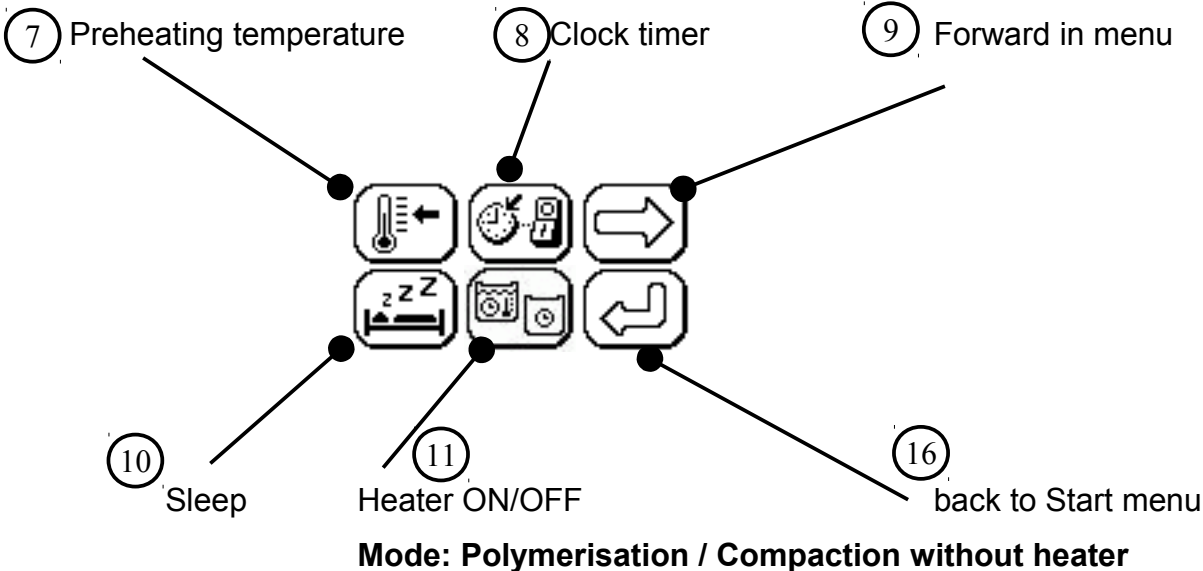 7 Preheating temperature
8 Clock timer
9 Forward in menu
z z Z
10
Sleep
11
Heater ON/OFF
16
back to Start menu
Mode: Polymerisation / Compaction without heater